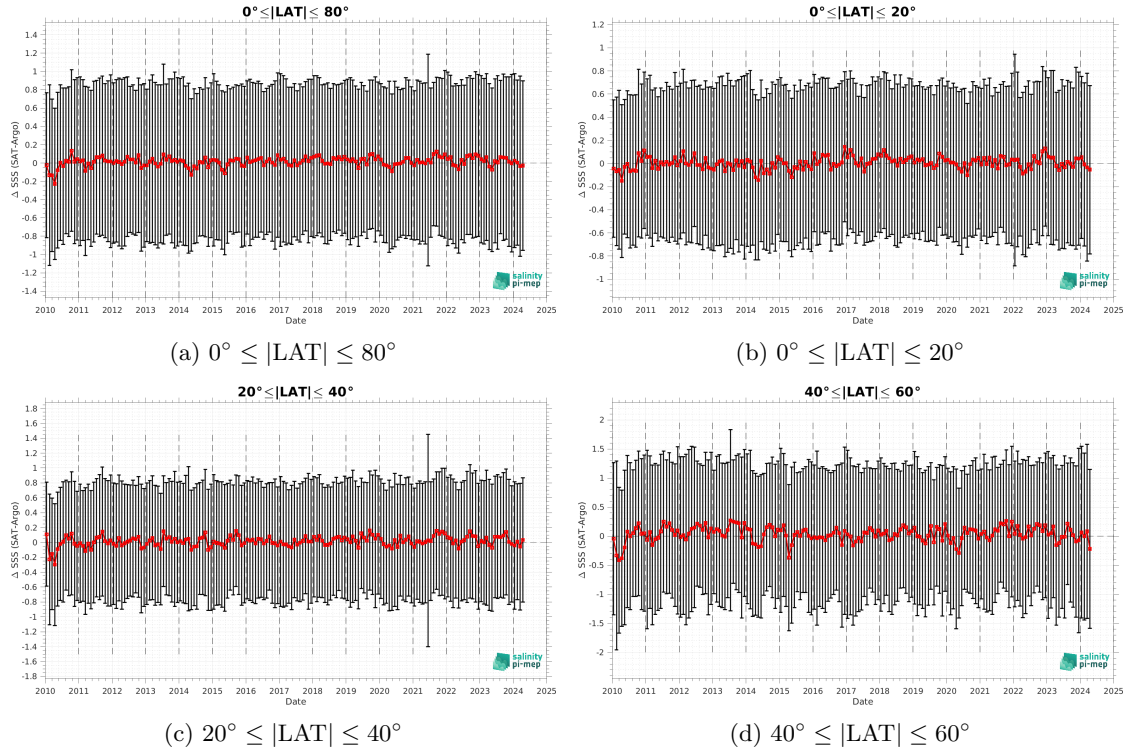 0°≤|LAT|≤ 80°
Δ SSS (SAT-Argo)
1.4
1.2
1
0.8
0.6
0.4
0.2
0
-0.2
-0.4
-0.6
-0.8
-1
-1.2
-1.4
salinity
pi-mep
2010 2011 2012 2013 2014 2015 2016 2017 2018 2019 2020 2021 2022 2023 2024 2025
Date
(a) 0° ≤ |LAT| ≤ 80°
0°≤|LAT|≤ 20°
Δ SSS (SAT-Argo)
1.2
1
0.8
0.6
0.4
0.2
0
-0.2
-0.4
-0.6
-0.8
-1
salinity
pi-mep
2010 2011 2012 2013 2014 2015 2016 2017 2018 2019 2020 2021 2022 2023 2024 2025
Date
(b) 0° ≤ |LAT| ≤ 20°
20°≤|LAT|≤ 40°
Δ SSS (SAT-Argo)
1.8
1.6
1.4
1.2
1
0.8
0.6
0.4
0.2
0
-0.2
-0.4
-0.6
-0.8
-1
-1.2
-1.4
-1.6
-1.8
salinity
pi-mep
2010 2011 2012 2013 2014 2015 2016 2017 2018 2019 2020 2021 2022 2023 2024 2025
Date
(c) 20° ≤ |LAT| ≤ 40°
40°≤|LAT|≤ 60°
Δ SSS (SAT-Argo)
2
1.5
1
0.5
0
-0.5
-1
-1.5
-2
salinity
pi-mep
2010 2011 2012 2013 2014 2015 2016 2017 2018 2019 2020 2021 2022 2023 2024 2025
Date
(d) 40° ≤ |LAT| ≤ 60°